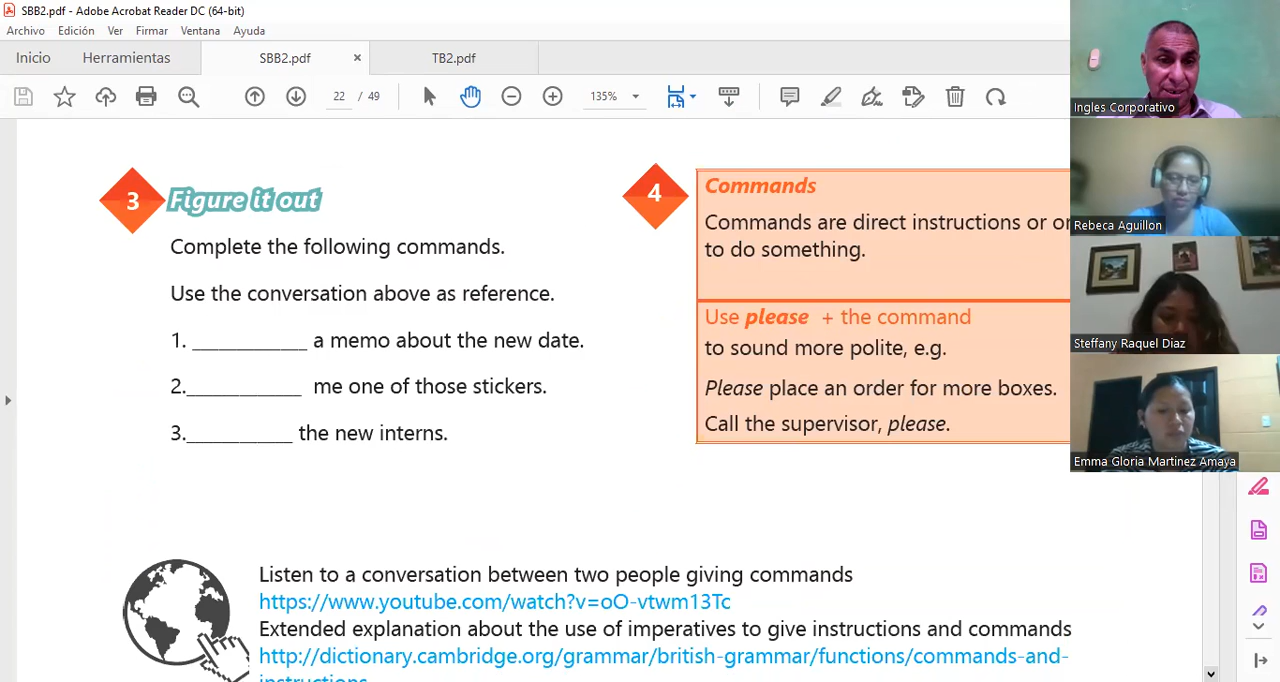 SBB2.pdf - Adobe Acrobat Reader DC (64-bit)
Archivo Edición Ver Firmar Ventana Ayuda
Inicio Herramientas SBB2.pdf × TB2.pdf
22 / 49 135%
Ingles Corporativo
Rebeca Aguillon
Steffany Raquel Diaz
Emma Gloria Martinez Amaya
3 Figure it out
Complete the following commands.
Use the conversation above as reference.
1. ___________ a memo about the new date.
2.___________ me one of those stickers.
3.__________ the new interns.
4 Commands
Commands are direct instructions or or
to do something.
Use please + the command
to sound more polite, e.g.
Please place an order for more boxes.
Call the supervisor, please.
Listen to a conversation between two people giving commands
https://www.youtube.com/watch?v=oO-vtwm13Tc
Extended explanation about the use of imperatives to give instructions and commands
http://dictionary.cambridge.org/grammar/british-grammar/functions/commands-and-
instructions